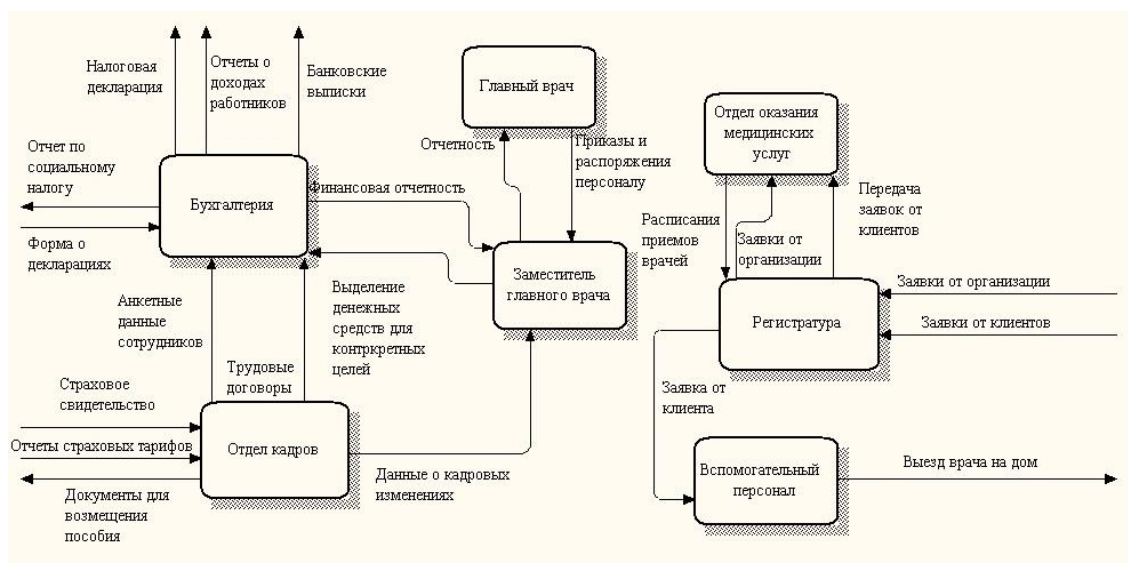 Налоговая
декларация
Отчеты о
доходах
работников
Банковские
выписки
Главный врач
Отдел оказания
медицинских
услуг
Отчет по
социальному
налогу
Отчетность
Приказы и
распоряжения
персоналу
Бухгалтерия
Финансовая отчетность
Передача
заявок от
клиентов
Расписания
приемов
врачей
Заявки от
организации
Форма о
декларациях
Заместитель
главного врача
Заявки от организации
Регистратура
Заявки от клиентов
Анкетные
данные
сотрудников
Выделение
денежных
средств для
контркретных
целей
Трудовые
договоры
Страховое
свидетельство
Заявка от
клиента
Отчеты страховых тарифов
Отдел кадров
Данные о кадровых
изменениях
Вспомогательный
персонал
Выезд врача на дом
Документы для
возмещения
пособия